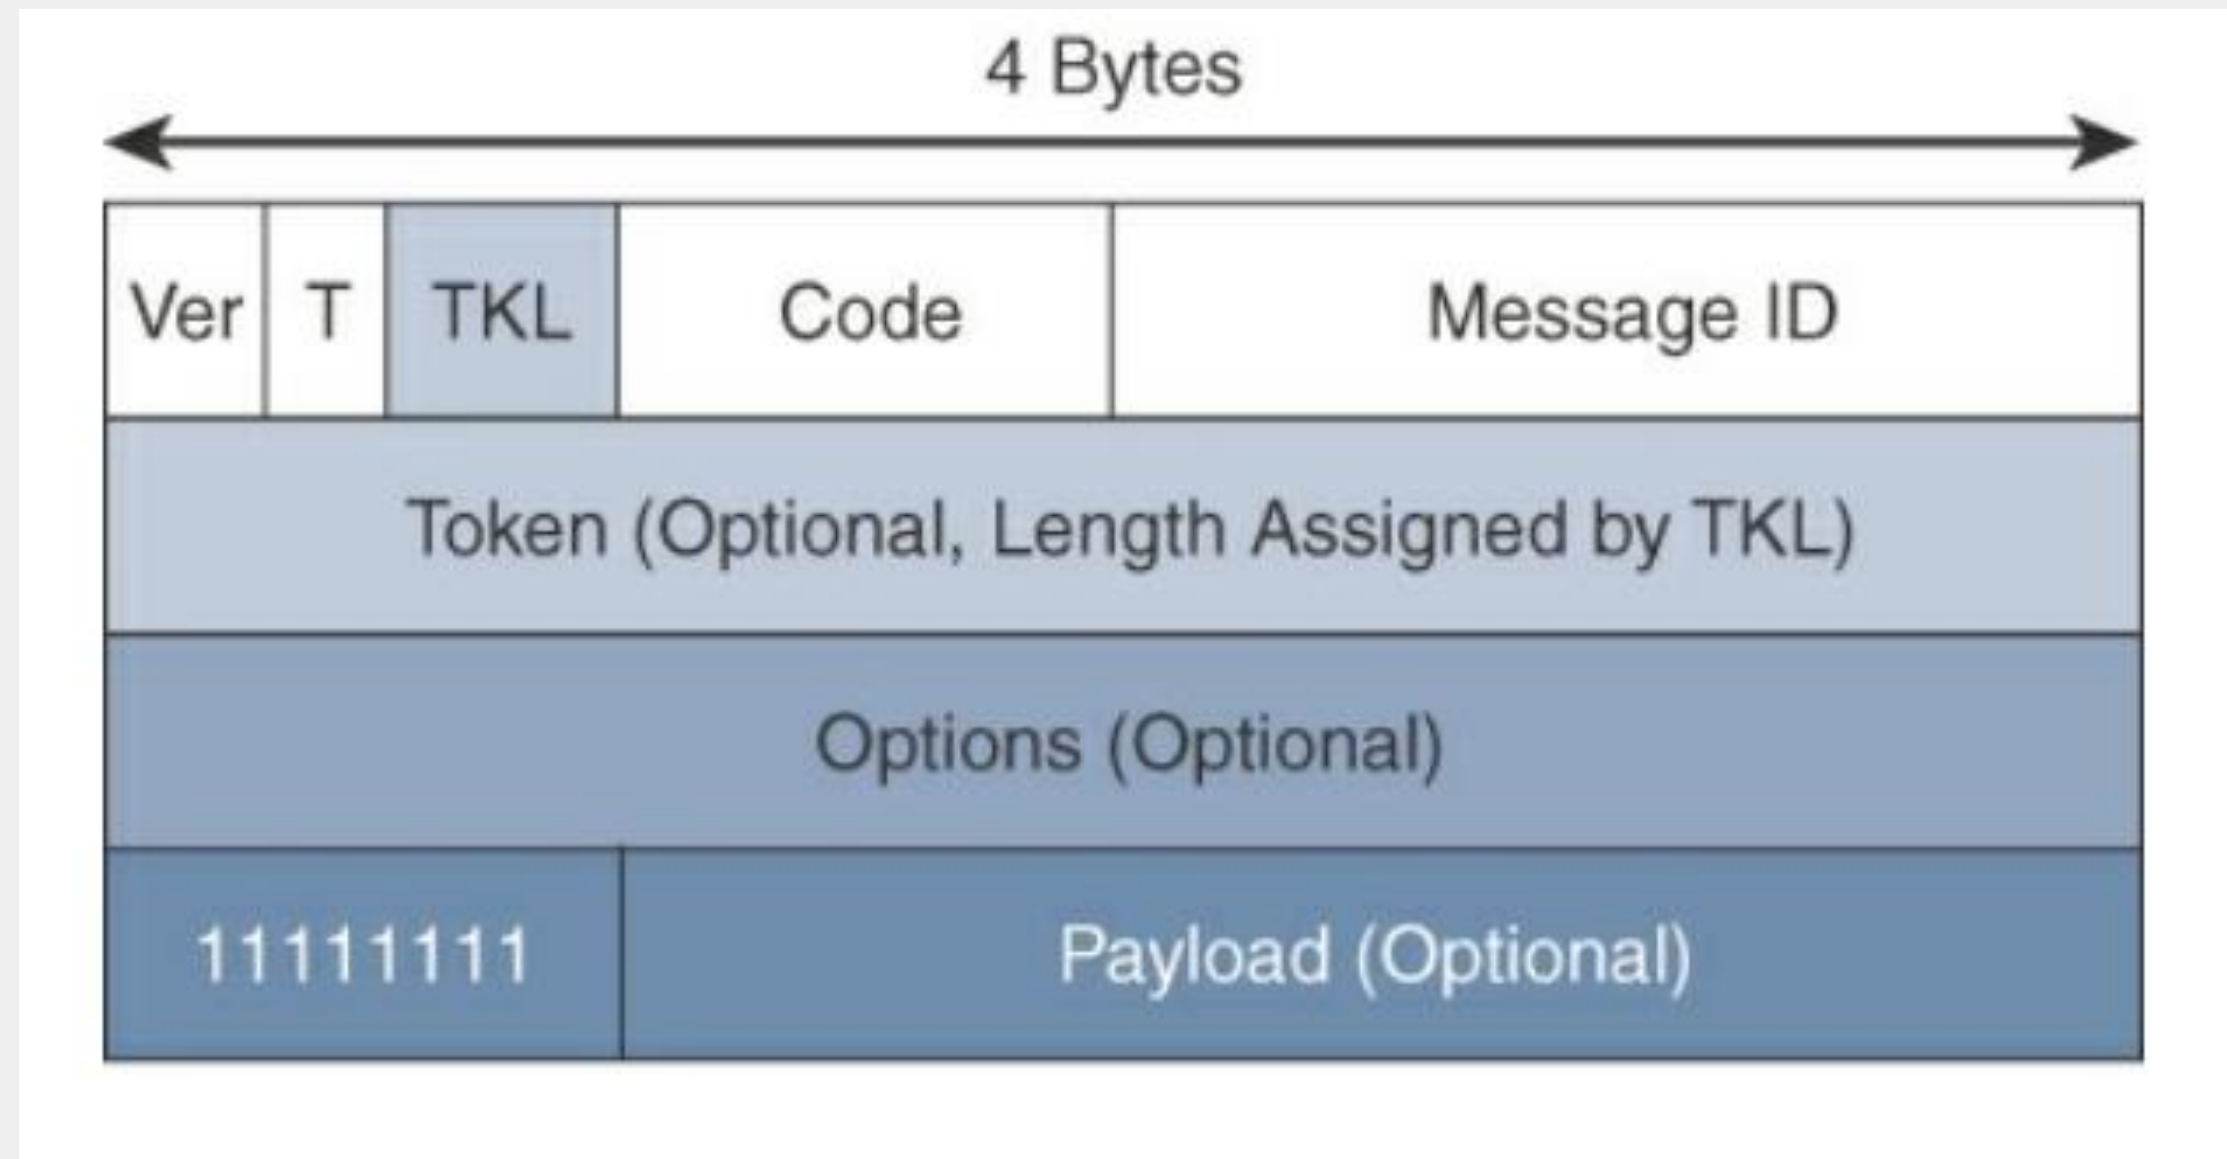 4 Bytes
Ver T TKL Code Message ID
Token (Optional, Length Assigned by TKL)
Options (Optional)
11111111 Payload (Optional)